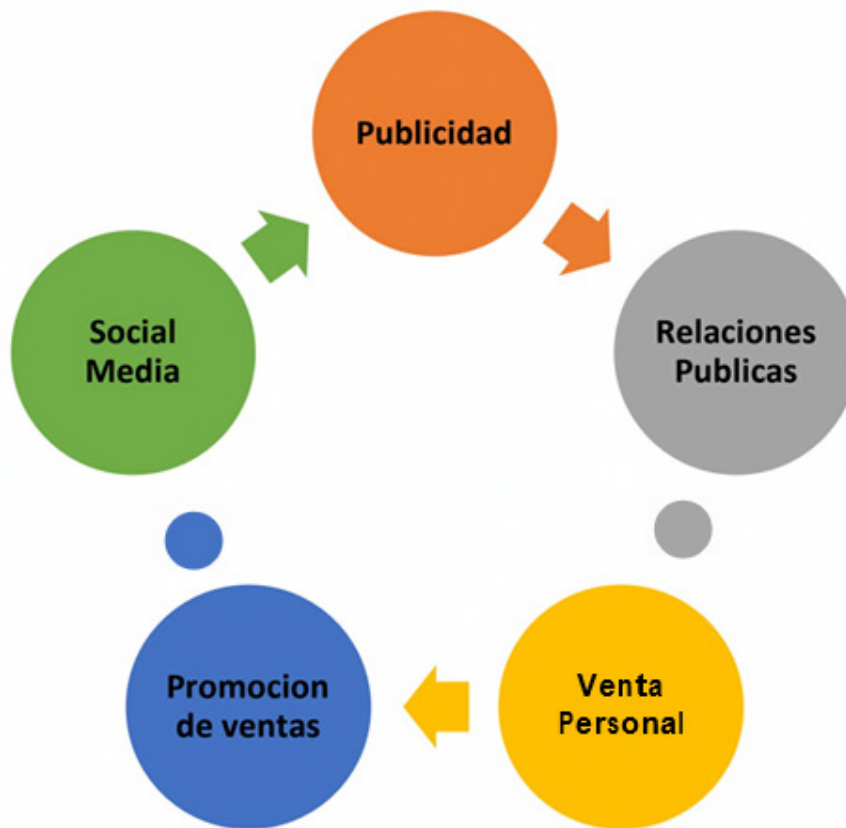 Publicidad
Relaciones
Publicas
Venta
Personal
Promocion
de ventas
Social
Media